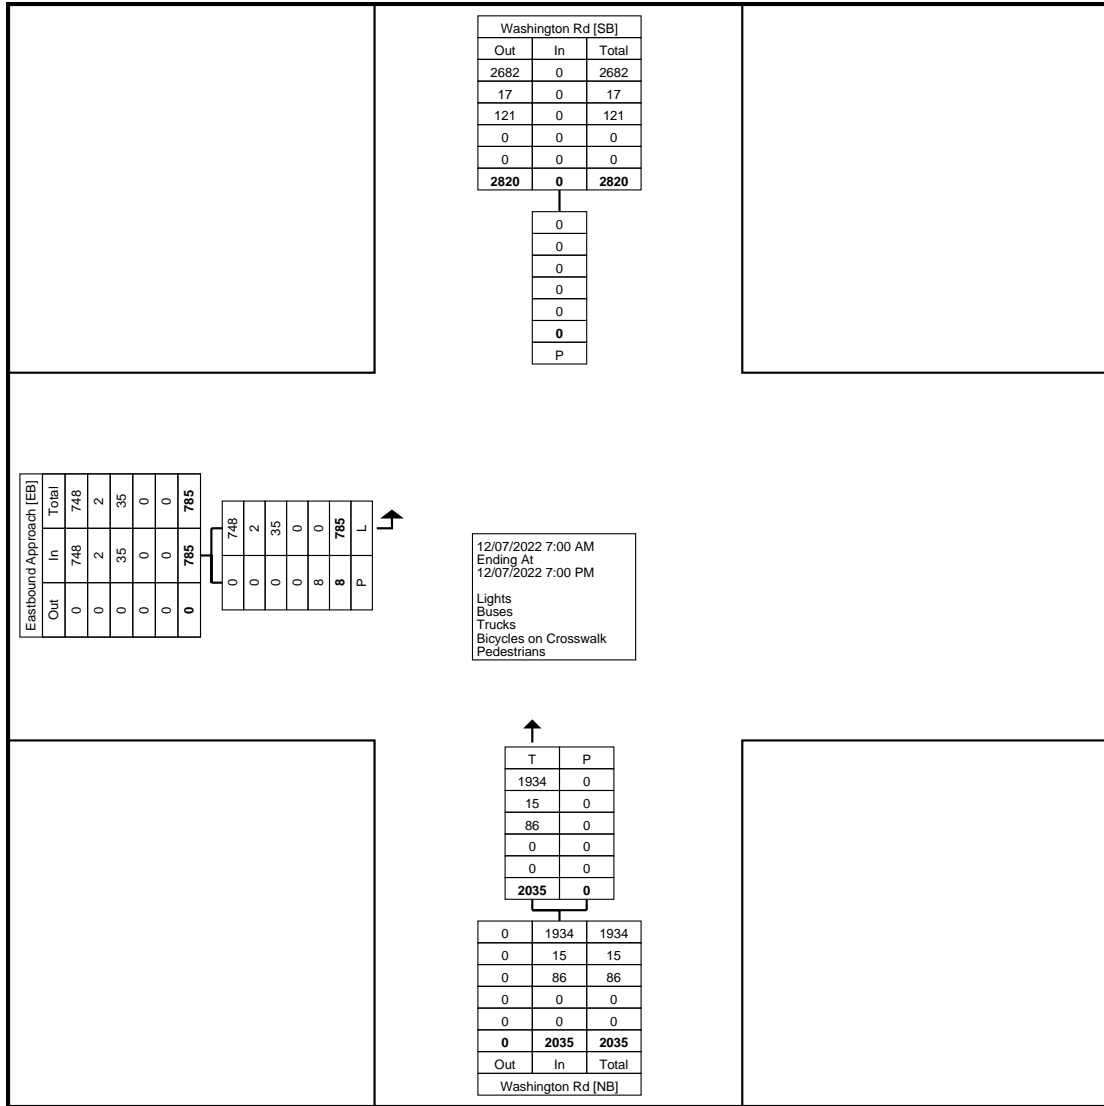 Washington Rd [SB]
Out In Total
2682 0 2682
17 0 17
121 0 121
0 0 0
0 0 0
2820 0 2820
0
0
0
0
0
0
P
Eastbound Approach [EB]
Total 748 2 35 0 0 785
In 748 2 35 0 0 785
Out 0 0 0 0 0 0
748 2 35 0 0 785 L
0 0 0 0 8 8 P
12/07/2022 7:00 AM
Ending At
12/07/2022 7:00 PM
Lights
Buses
Trucks
Bicycles on Crosswalk
Pedestrians
T P
1934 0
15 0
86 0
0 0
0 0
2035 0
0 1934 1934
0 15 15
0 86 86
0 0 0
0 0 0
0 2035 2035
Out In Total
Washington Rd [NB]